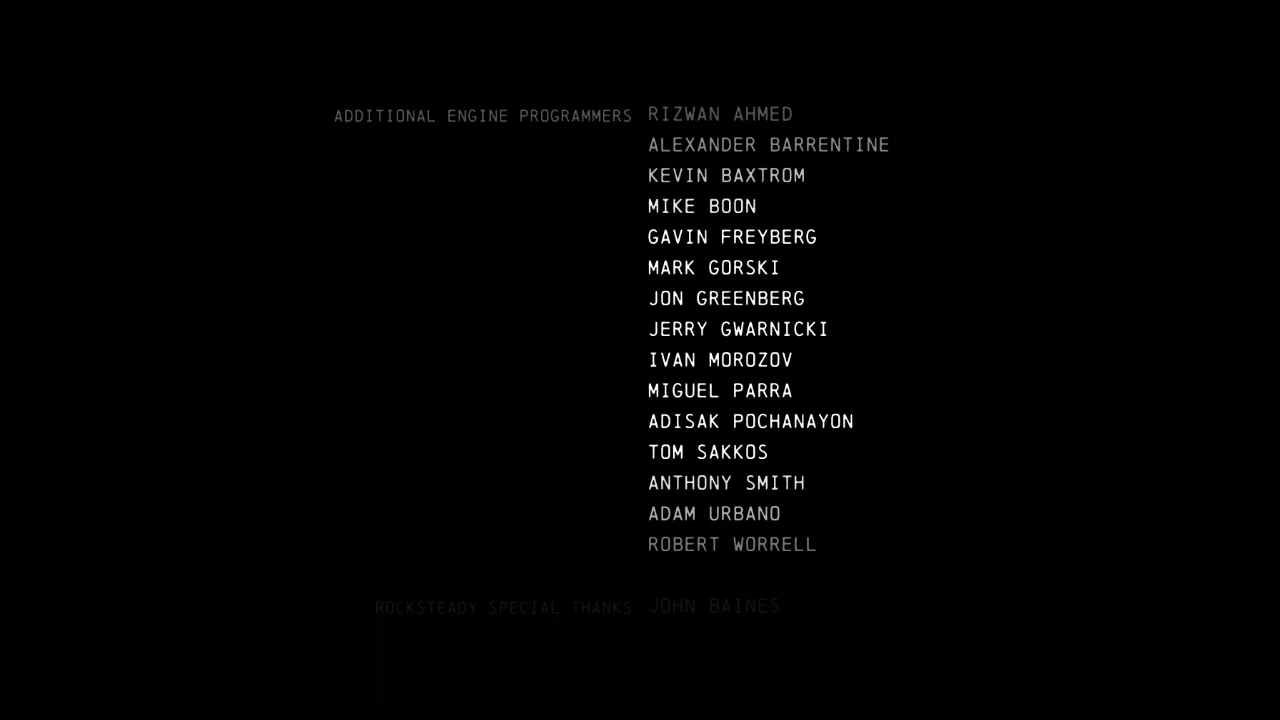 ADDITIONAL ENGINE PROGRAMMERS RIZWAN AHMED
ALEXANDER BARRENTINE
KEVIN BAXTROM
MIKE BOON
GAVIN FREYBERG
MARK GORSKI
JON GREENBERG
JERRY GWARNICKI
IVAN MOROZOV
MIGUEL PARRA
ADISAK POCHANAYON
TOM SAKKOS
ANTHONY SMITH
ADAM URBANO
ROBERT WORRELL
ROCKSTEADY SPECIAL THANKS JOHN BAINES